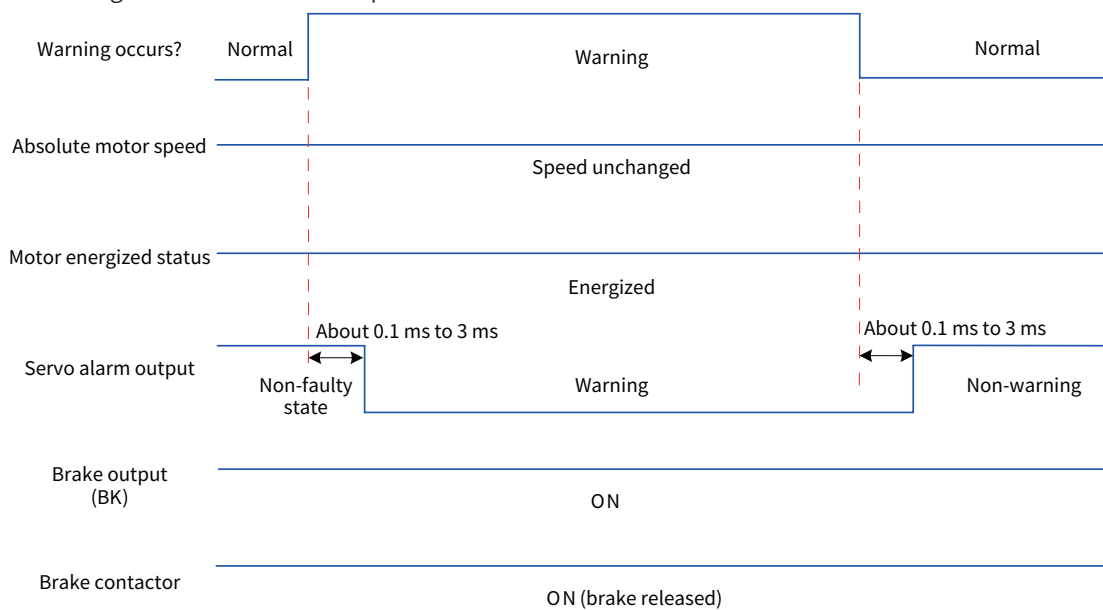 Warning occurs?
Normal
Warning
Normal
Absolute motor speed
Speed unchanged
Motor energized status
Energized
About 0.1 ms to 3 ms
About 0.1 ms to 3 ms
Servo alarm output
Non-faulty
state
Warning
Non-warning
Brake output
(BK)
ON
Brake contactor
ON (brake released)